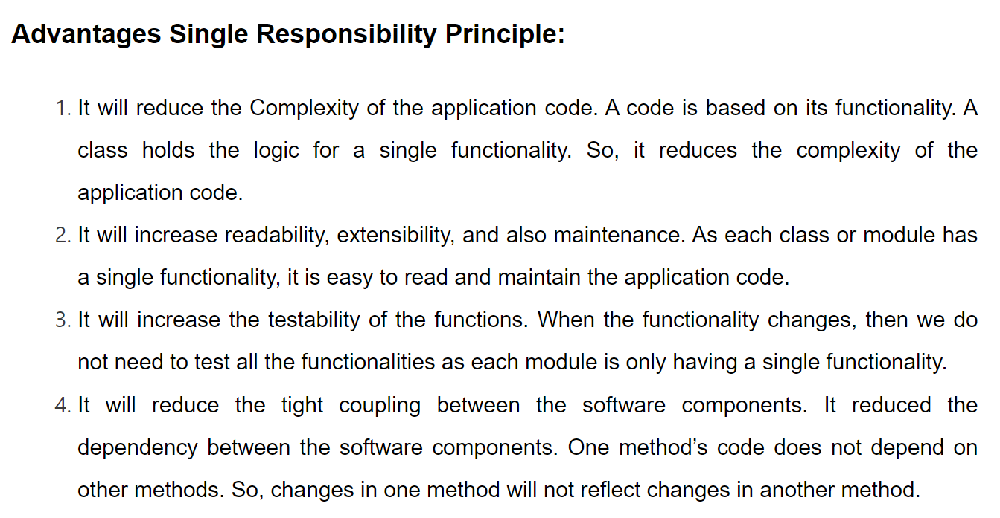 Advantages Single Responsibility Principle:
1. It will reduce the Complexity of the application code. A code is based on its functionality. A
class holds the logic for a single functionality. So, it reduces the complexity of the
application code.
2. It will increase readability, extensibility, and also maintenance. As each class or module has
a single functionality, it is easy to read and maintain the application code.
3. It will increase the testability of the functions. When the functionality changes, then we do
not need to test all the functionalities as each module is only having a single functionality.
4. It will reduce the tight coupling between the software components. It reduced the
dependency between the software components. One method’s code does not depend on
other methods. So, changes in one method will not reflect changes in another method.